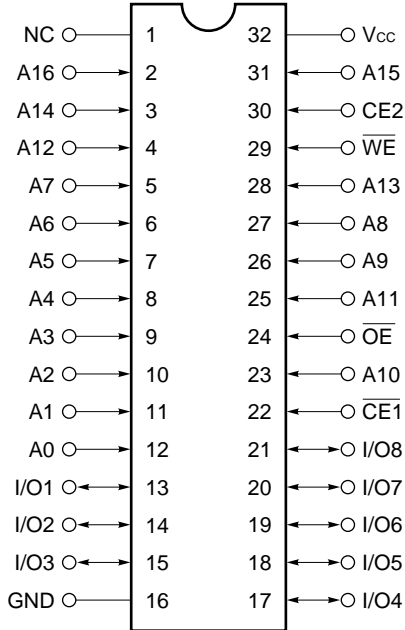 NC 1 32 Vcc
A16 2 31 A15
A14 3 30 CE2
A12 4 29 W̅E̅
A7 5 28 A13
A6 6 27 A8
A5 7 26 A9
A4 8 25 A11
A3 9 24 O̅E̅
A2 10 23 A10
A1 11 22 C̅E̅1̅
A0 12 21 I/O8
I/O1 13 20 I/O7
I/O2 14 19 I/O6
I/O3 15 18 I/O5
GND 16 17 I/O4